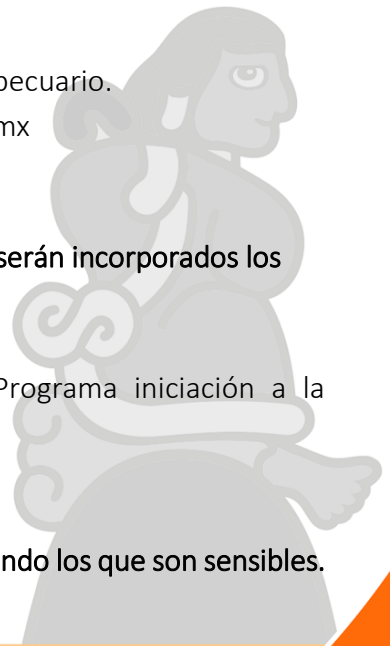 pecuario.
mx
serán incorporados los
Programa iniciación a la
ndo los que son sensibles.